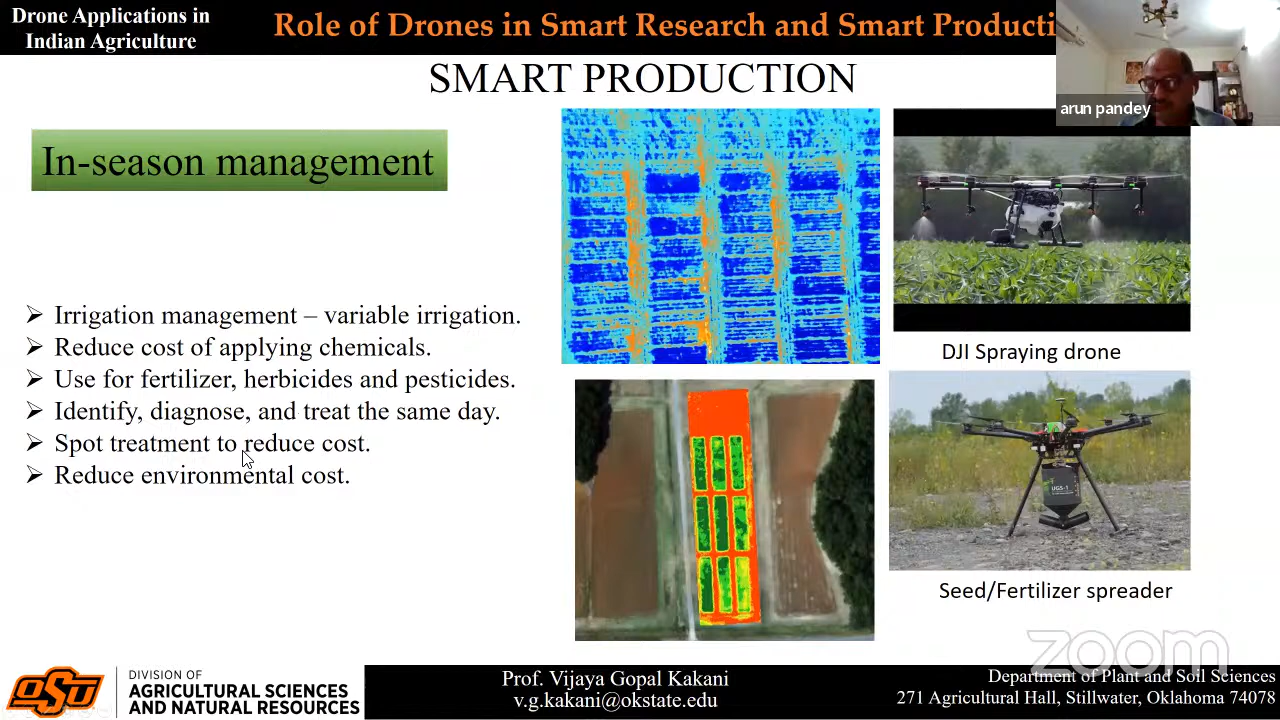 Drone Applications in
Indian Agriculture
Role of Drones in Smart Research and Smart Producti
arun pandey
SMART PRODUCTION
In-season management
➢ Irrigation management – variable irrigation.
➢ Reduce cost of applying chemicals.
➢ Use for fertilizer, herbicides and pesticides.
➢ Identify, diagnose, and treat the same day.
➢ Spot treatment to reduce cost.
➢ Reduce environmental cost.
DJI Spraying drone
UGS-1
Seed/Fertilizer spreader
zoom
OSU
DIVISION OF
AGRICULTURAL SCIENCES
AND NATURAL RESOURCES
Prof. Vijaya Gopal Kakani
v.g.kakani@okstate.edu
Department of Plant and Soil Sciences
271 Agricultural Hall, Stillwater, Oklahoma 74078